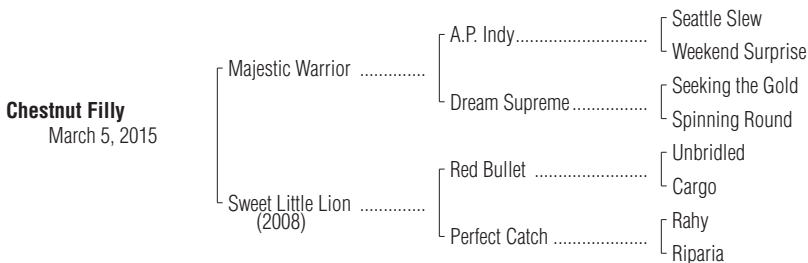 Chestnut Filly
March 5, 2015
Majestic Warrior ..............
Sweet Little Lion ..............
(2008)
A.P. Indy............................
Dream Supreme................
Red Bullet ........................
Perfect Catch ....................
Seattle Slew
Weekend Surprise
Seeking the Gold
Spinning Round
Unbridled
Cargo
Rahy
Riparia